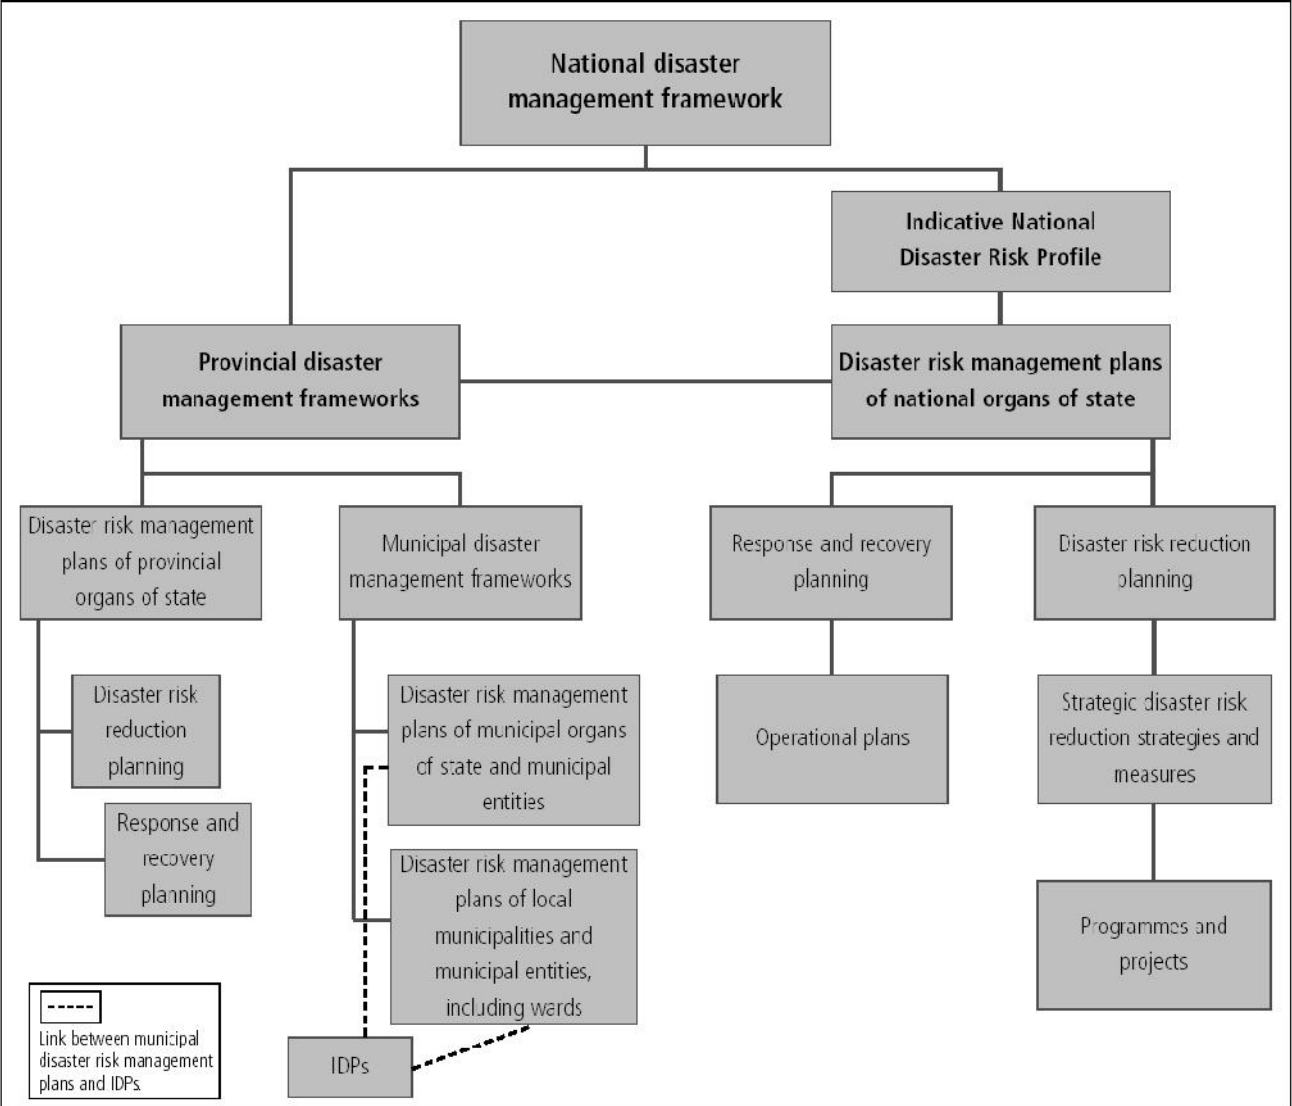 National disaster
management framework
Indicative National
Disaster Risk Profile
Provincial disaster
management frameworks
Disaster risk management plans
of national organs of state
Disaster risk management
plans of provincial
organs of state
Municipal disaster
management frameworks
Response and recovery
planning
Disaster risk reduction
planning
Disaster risk
reduction
planning
Response and
recovery
planning
Disaster risk management
plans of municipal organs
of state and municipal
entities
Disaster risk management
plans of local
municipalities and
municipal entities,
including wards
IDPs
Operational plans
Strategic disaster risk
reduction strategies and
measures
Programmes and
projects
Link between municipal
disaster risk management
plans and IDPs.